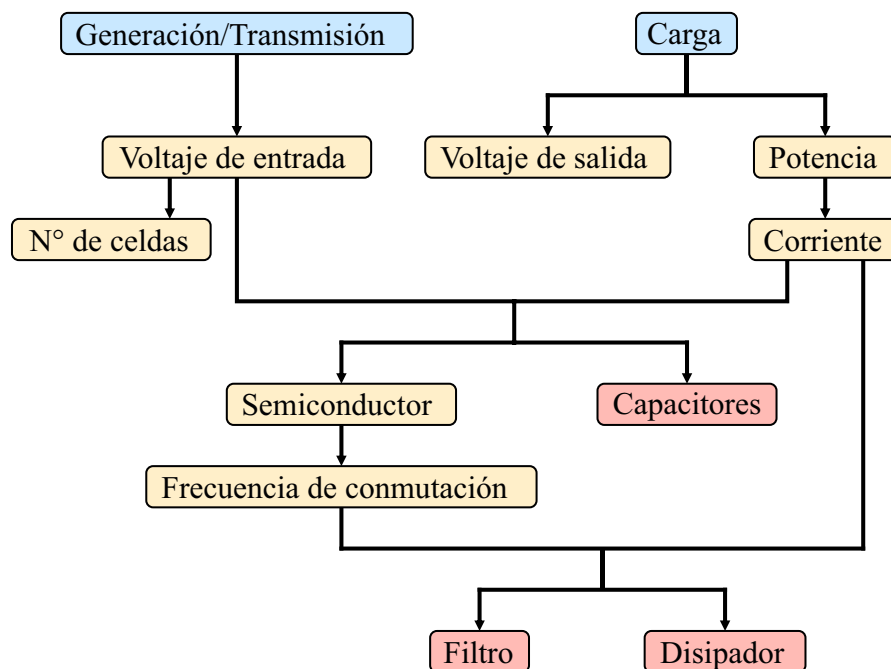 Generación/Transmisión
Carga
Voltaje de entrada
Voltaje de salida
Potencia
N° de celdas
Corriente
Semiconductor
Capacitores
Frecuencia de conmutación
Filtro
Disipador